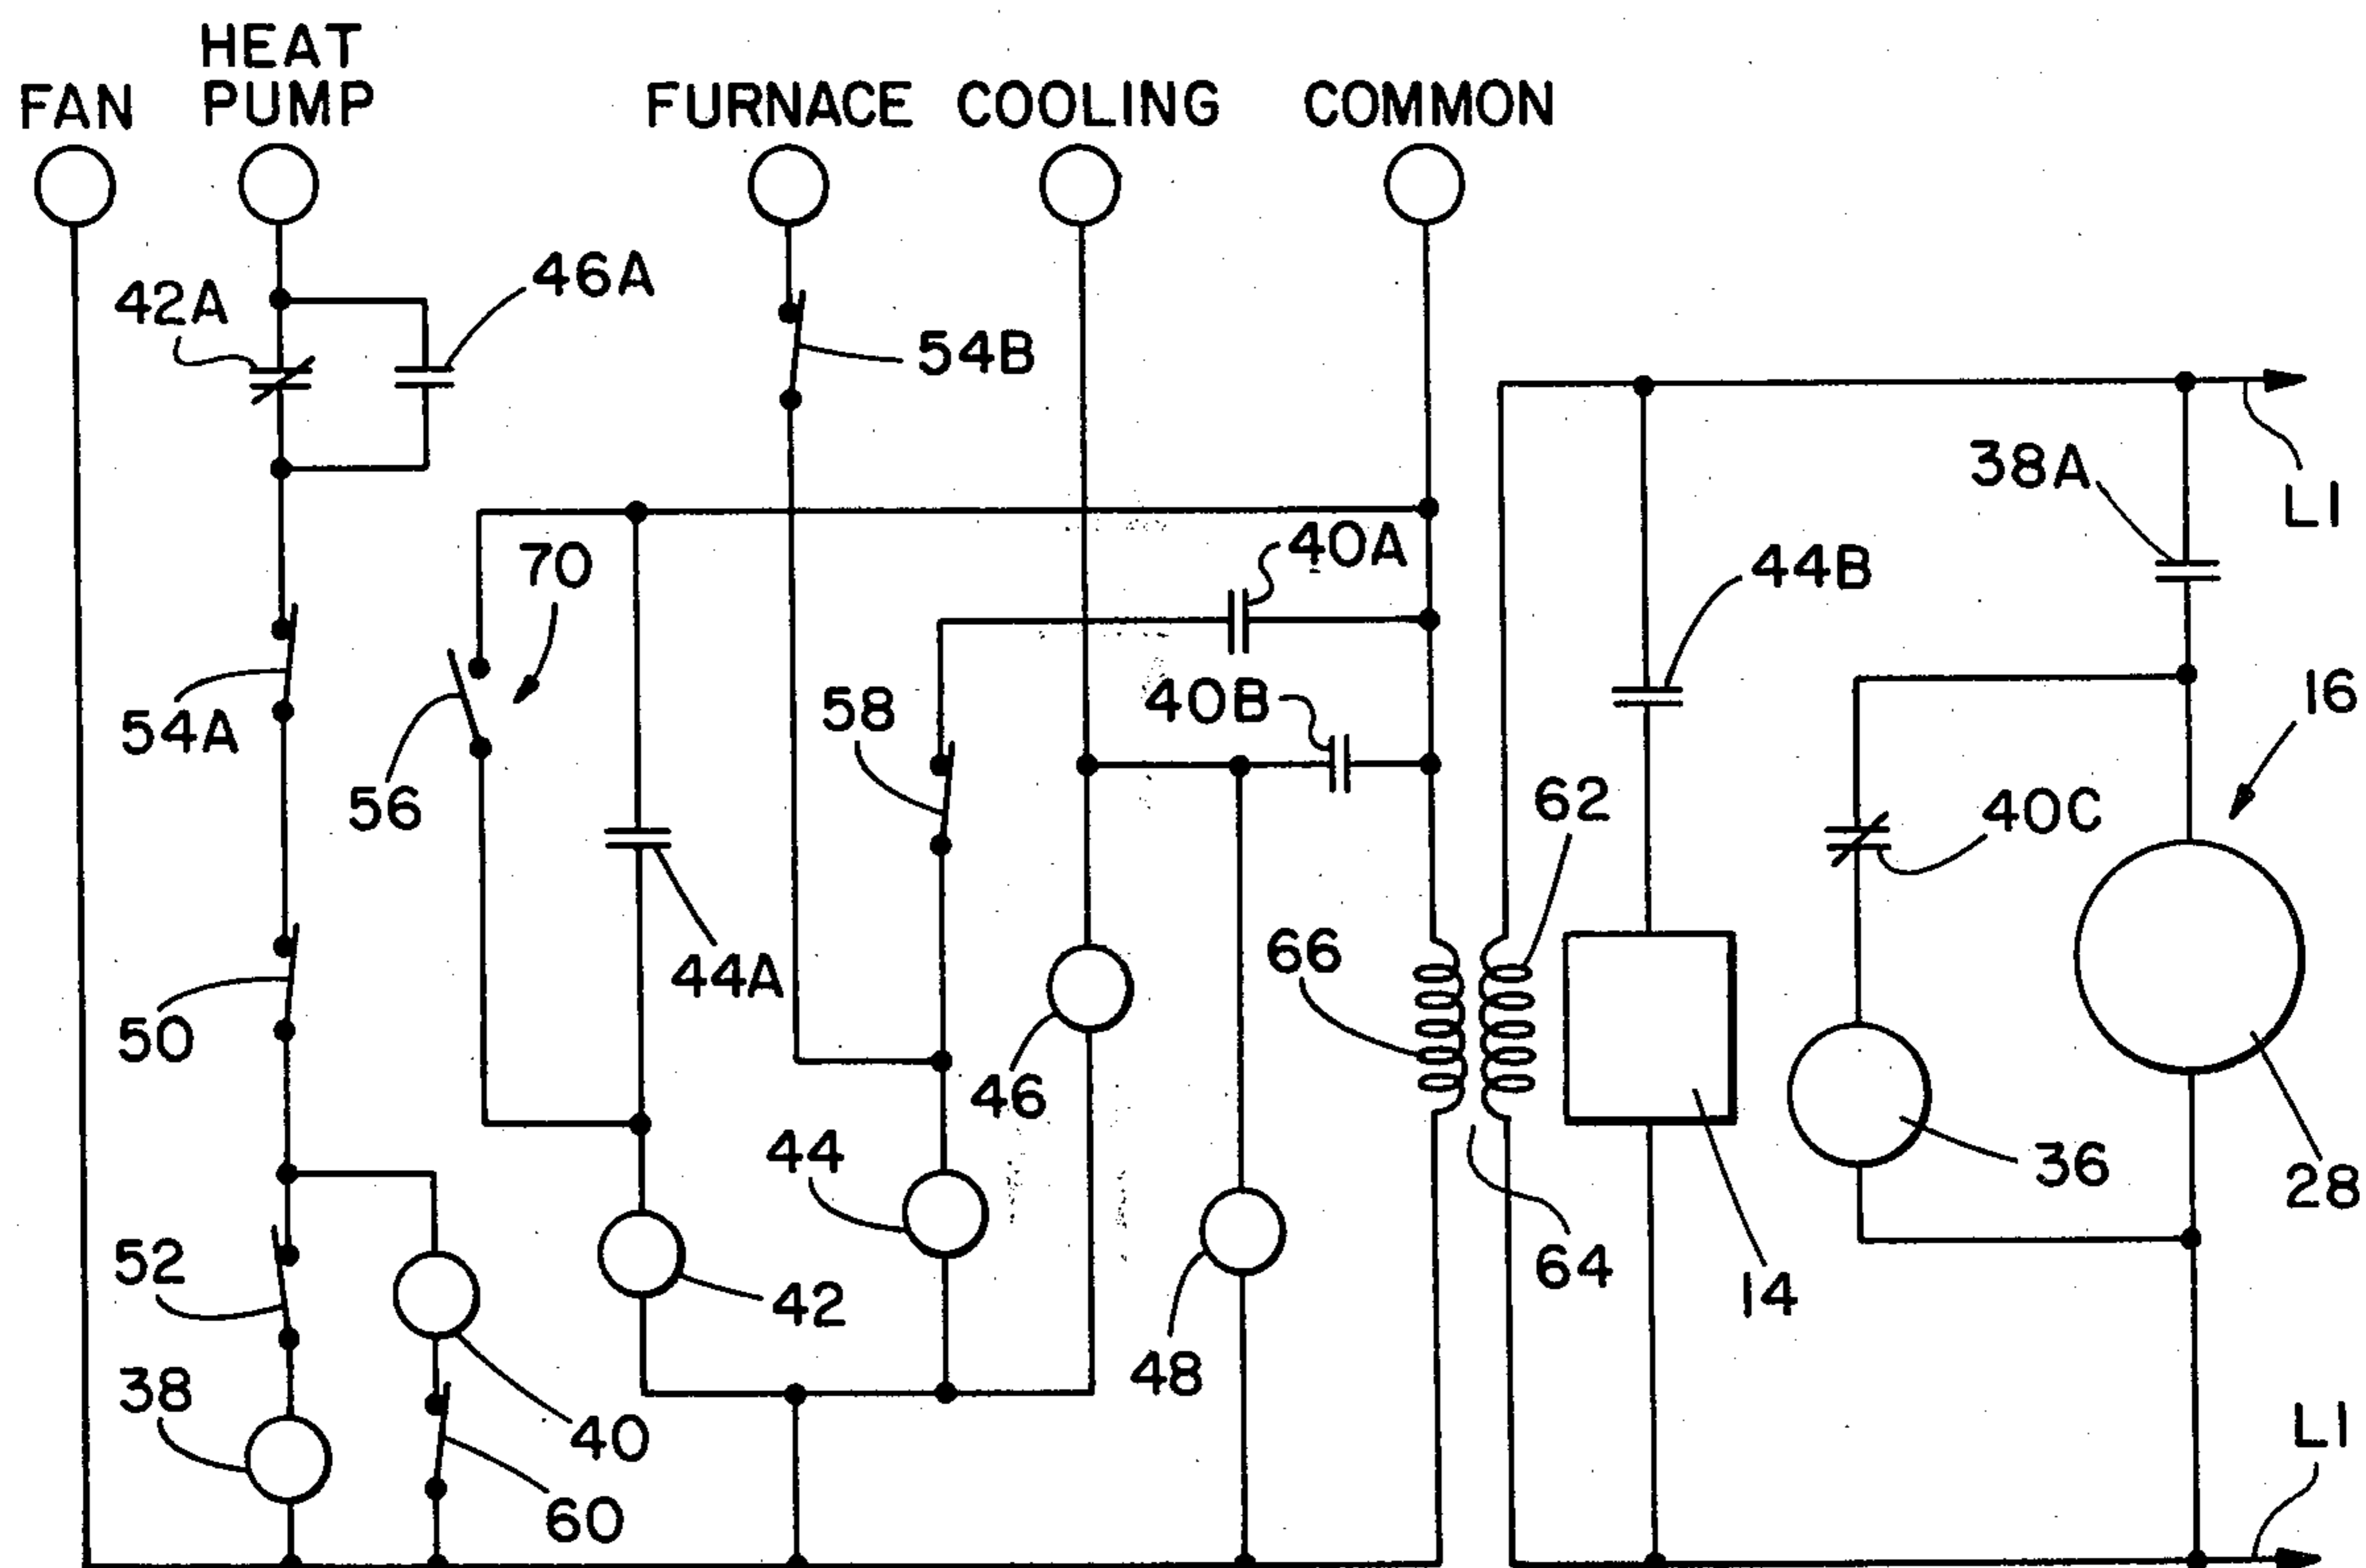 HEAT
PUMP
FAN
FURNACE
COOLING
COMMON
46A
42A
54B
38A
L1
40A
70
44B
16
58
40B
54A
62
40C
56
66
44A
50
46
44
36
28
52
64
42
14
48
38
40
L1
60